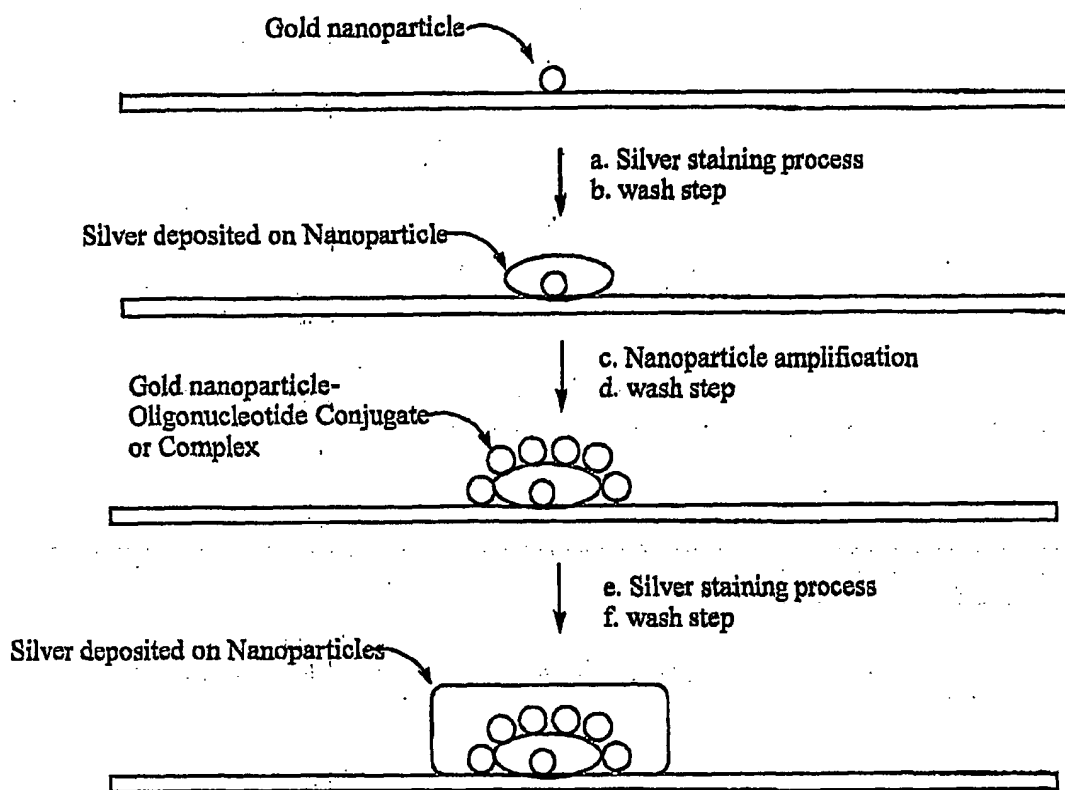 Gold nanoparticle
a. Silver staining process
b. wash step
Silver deposited on Nanoparticle
c. Nanoparticle amplification
d. wash step
Gold nanoparticle-
Oligonucleotide Conjugate
or Complex
e. Silver staining process
f. wash step
Silver deposited on Nanoparticles